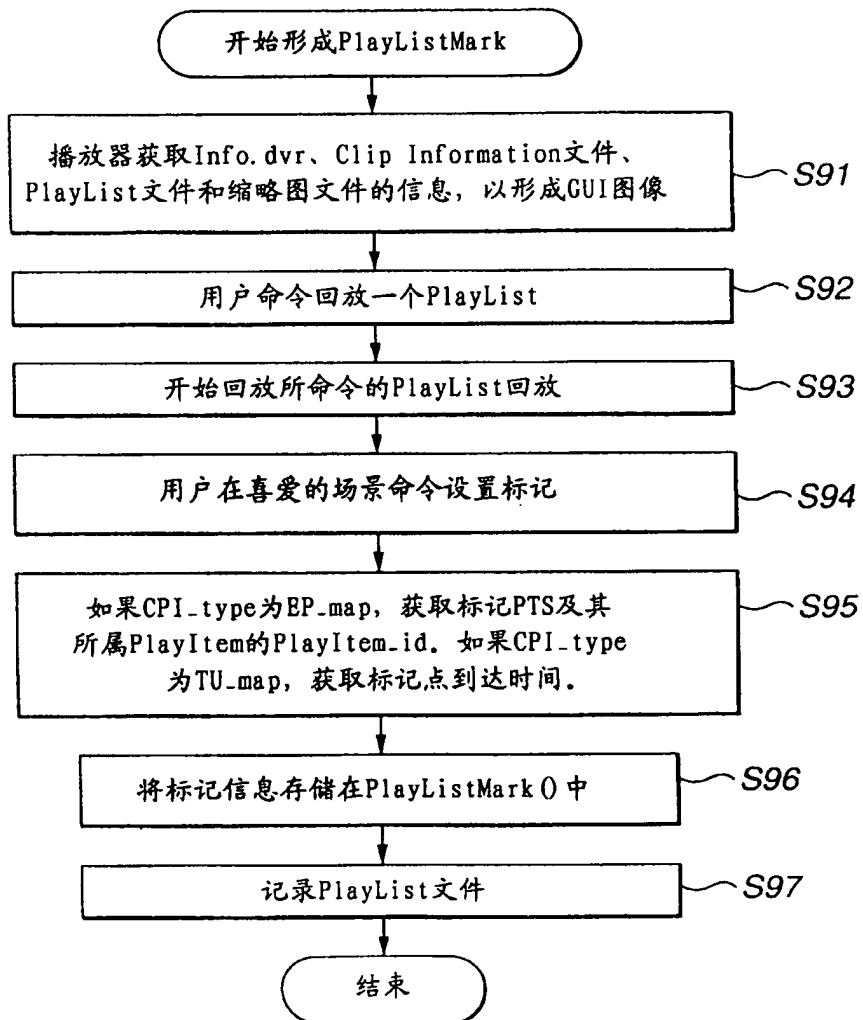 开始形成PlayListMark
播放器获取Info.dvr、Clip Information文件、
PlayList文件和缩略图文件的信息，以形成GUI图像
S91
用户命令回放一个PlayList
S92
开始回放所命令的PlayList回放
S93
用户在喜爱的场景命令设置标记
S94
如果CPI_type为EP_map，获取标记PTS及其
所属PlayItem的PlayItem_id。如果CPI_type
为TU_map，获取标记点到达时间。
S95
将标记信息存储在PlayListMark()中
S96
记录PlayList文件
S97
结束